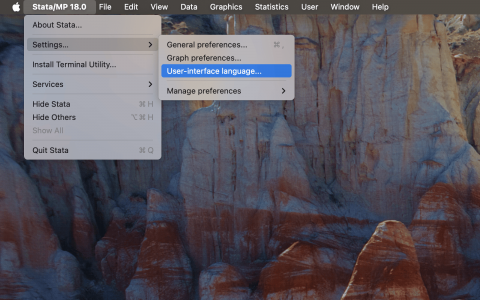 Stata/MP 18.0 File Edit View Data Graphics Statistics User Window Help
About Stata...
Settings...
Install Terminal Utility...
Services
Hide Stata ⌘ H
Hide Others ⌥ ⌘ H
Show All
Quit Stata ⌘ Q
General preferences... ⌘ ,
Graph preferences...
User-interface language...
Manage preferences